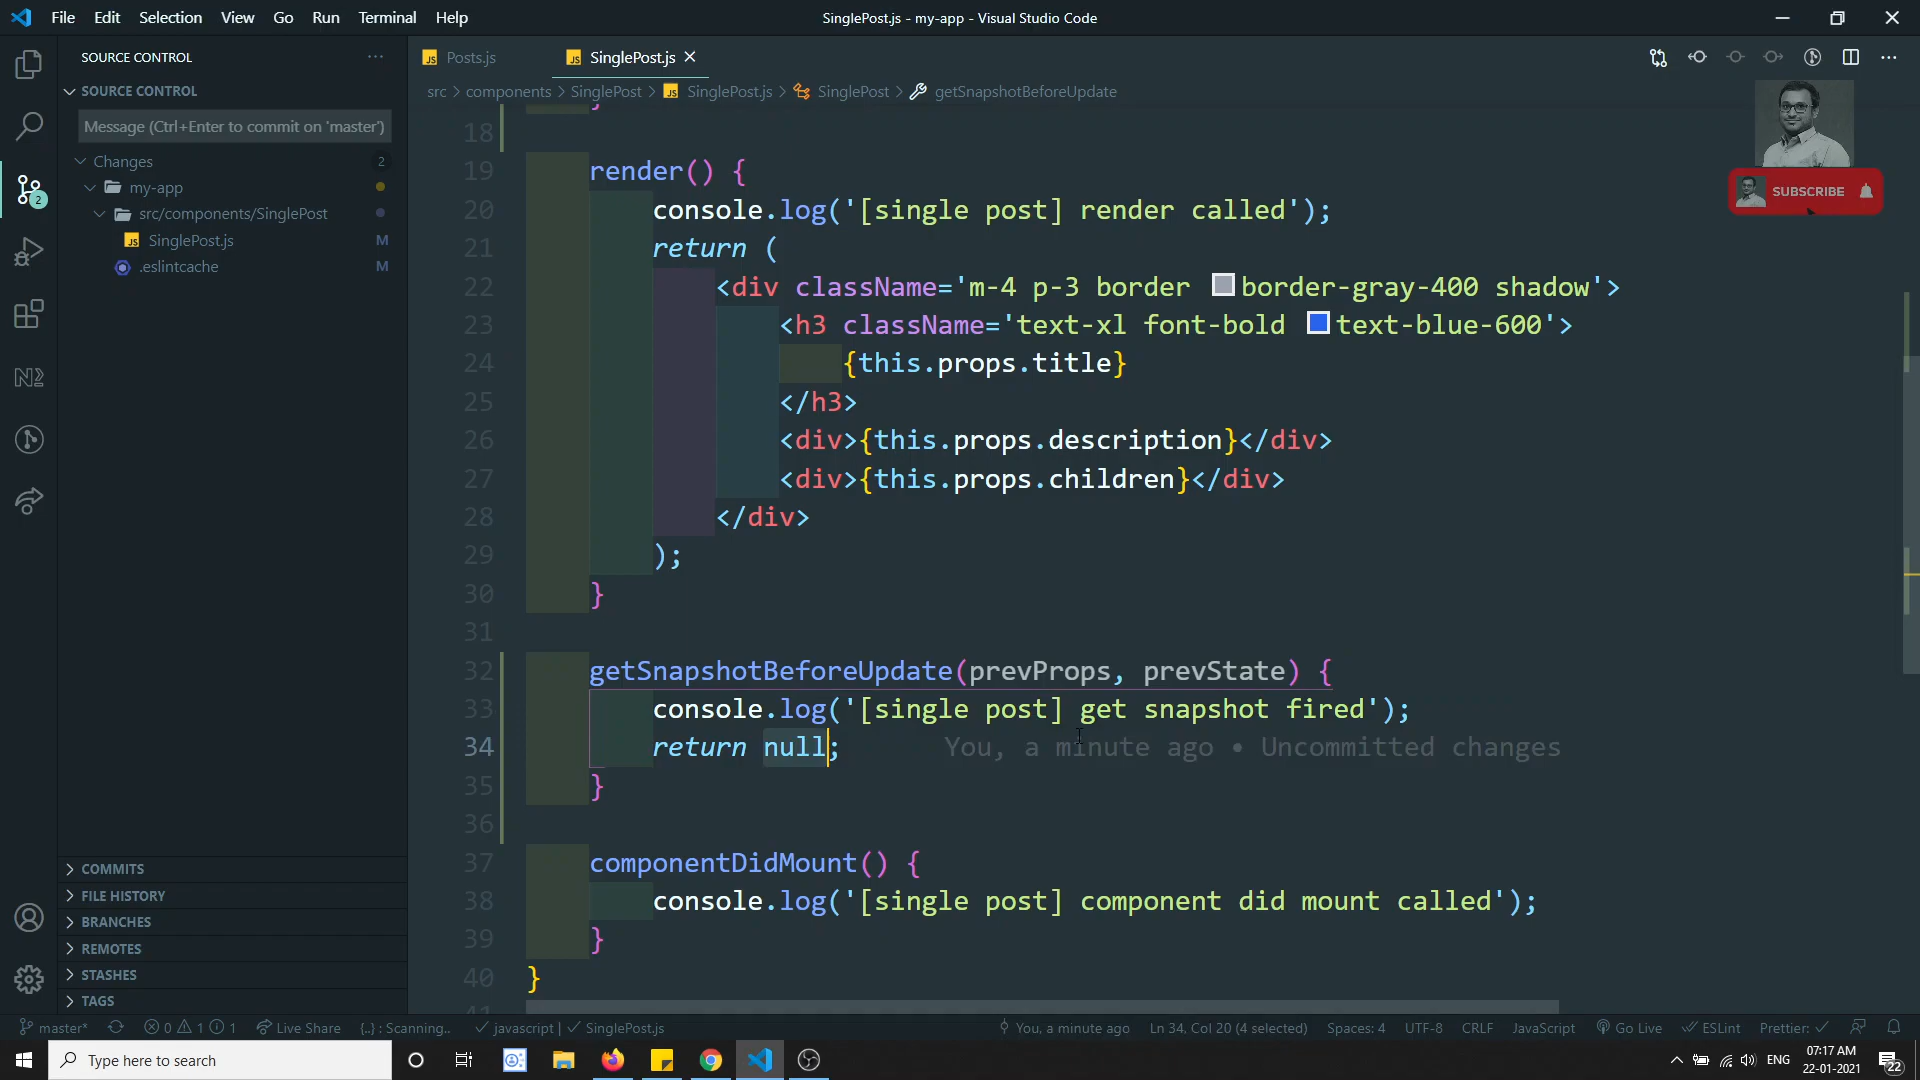 File Edit Selection View Go Run Terminal Help
SinglePost.js - my-app - Visual Studio Code
SOURCE CONTROL
SOURCE CONTROL
Message (Ctrl+Enter to commit on 'master')
Changes 2
my-app
src/components/SinglePost
JS SinglePost.js M
.eslintcache M
COMMITS
FILE HISTORY
BRANCHES
REMOTES
STASHES
TAGS
JS Posts.js JS SinglePost.js
src > components > SinglePost > JS SinglePost.js > SinglePost > getSnapshotBeforeUpdate
SUBSCRIBE
18
19 render() {
20 console.log('[single post] render called');
21 return (
22 <div className='m-4 p-3 border border-gray-400 shadow'>
23 <h3 className='text-xl font-bold text-blue-600'>
24 {this.props.title}
25 </h3>
26 <div>{this.props.description}</div>
27 <div>{this.props.children}</div>
28 </div>
29 );
30 }
31
32 getSnapshotBeforeUpdate(prevProps, prevState) {
33 console.log('[single post] get snapshot fired');
34 return null; You, a minute ago • Uncommitted changes
35 }
36
37 componentDidMount() {
38 console.log('[single post] component did mount called');
39 }
40 }
master* 0 1 1 Live Share {..} : Scanning.. ✓ javascript | ✓ SinglePost.js You, a minute ago Ln 34, Col 20 (4 selected) Spaces: 4 UTF-8 CRLF JavaScript Go Live ESLint Prettier: ✓
Type here to search
ENG
07:17 AM
22-01-2021
22